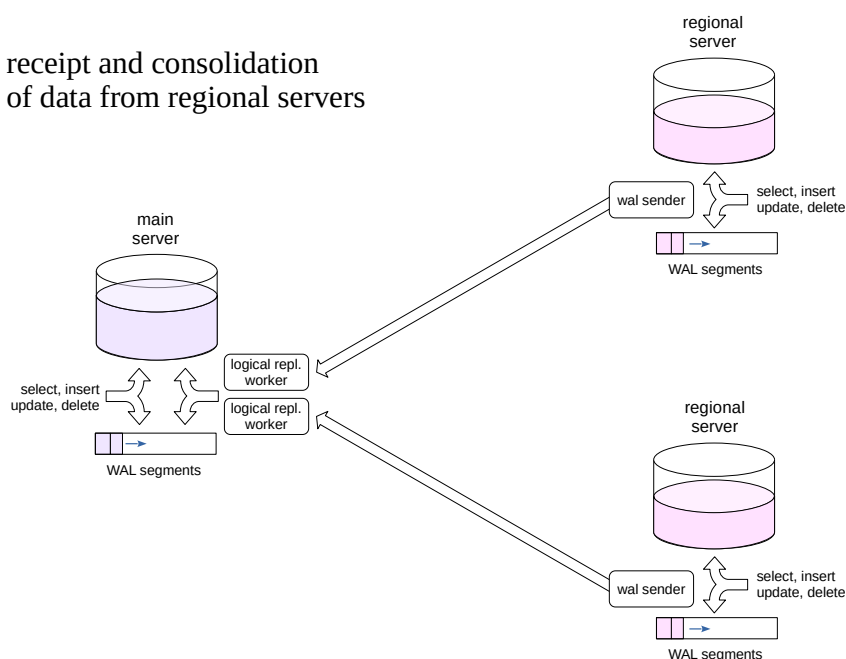 receipt and consolidation
of data from regional servers
regional
server
wal sender
select, insert
update, delete
WAL segments
main
server
logical repl.
worker
logical repl.
worker
select, insert
update, delete
WAL segments
regional
server
wal sender
select, insert
update, delete
WAL segments